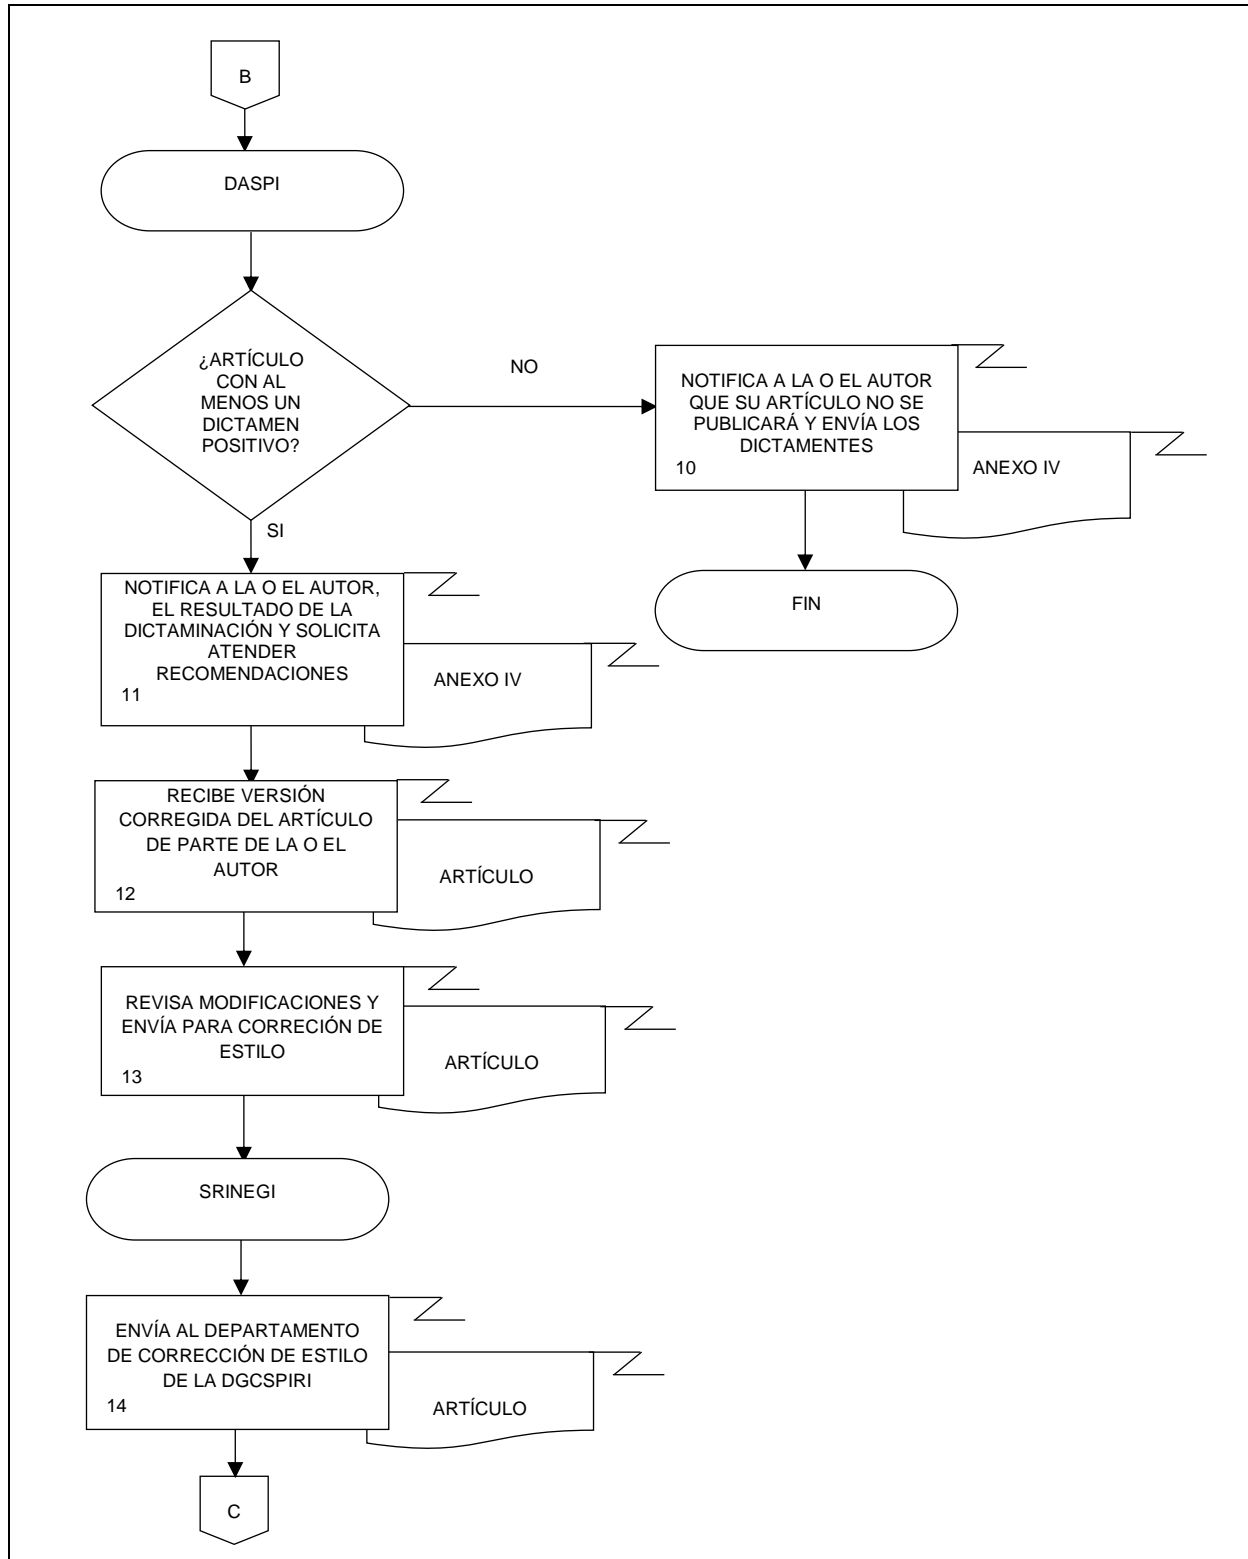 B
DASPI
¿ARTÍCULO
CON AL
MENOS UN
DICTAMEN
POSITIVO?
NO
NOTIFICA A LA O EL AUTOR
QUE SU ARTÍCULO NO SE
PUBLICARÁ Y ENVÍA LOS
DICTAMENTES
10
ANEXO IV
FIN
SI
NOTIFICA A LA O EL AUTOR,
EL RESULTADO DE LA
DICTAMINACIÓN Y SOLICITA
ATENDER
RECOMENDACIONES
11
ANEXO IV
RECIBE VERSIÓN
CORREGIDA DEL ARTÍCULO
DE PARTE DE LA O EL
AUTOR
12
ARTÍCULO
REVISA MODIFICACIONES Y
ENVÍA PARA CORRECIÓN DE
ESTILO
13
ARTÍCULO
SRINEGI
ENVÍA AL DEPARTAMENTO
DE CORRECCIÓN DE ESTILO
DE LA DGCSPIRI
14
ARTÍCULO
C